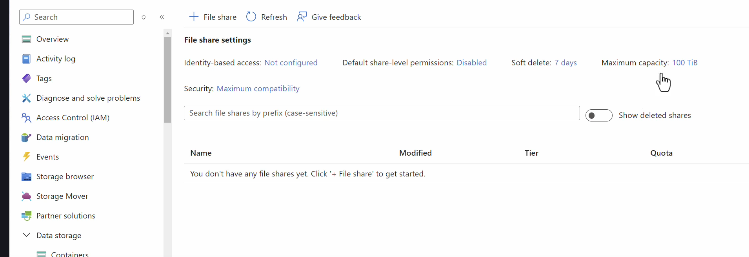 Search
File share
Refresh
Give feedback
File share settings
Overview
Identity-based access: Not configured
Default share-level permissions: Disabled
Soft delete: 7 days
Maximum capacity: 100 TiB
Activity log
Tags
Security: Maximum compatibility
Diagnose and solve problems
Search file shares by prefix (case-sensitive)
Show deleted shares
Access Control (IAM)
Data migration
Name
Modified
Tier
Quota
Events
Storage browser
You don't have any file shares yet. Click '+ File share' to get started.
Storage Mover
Partner solutions
Data storage
Containers